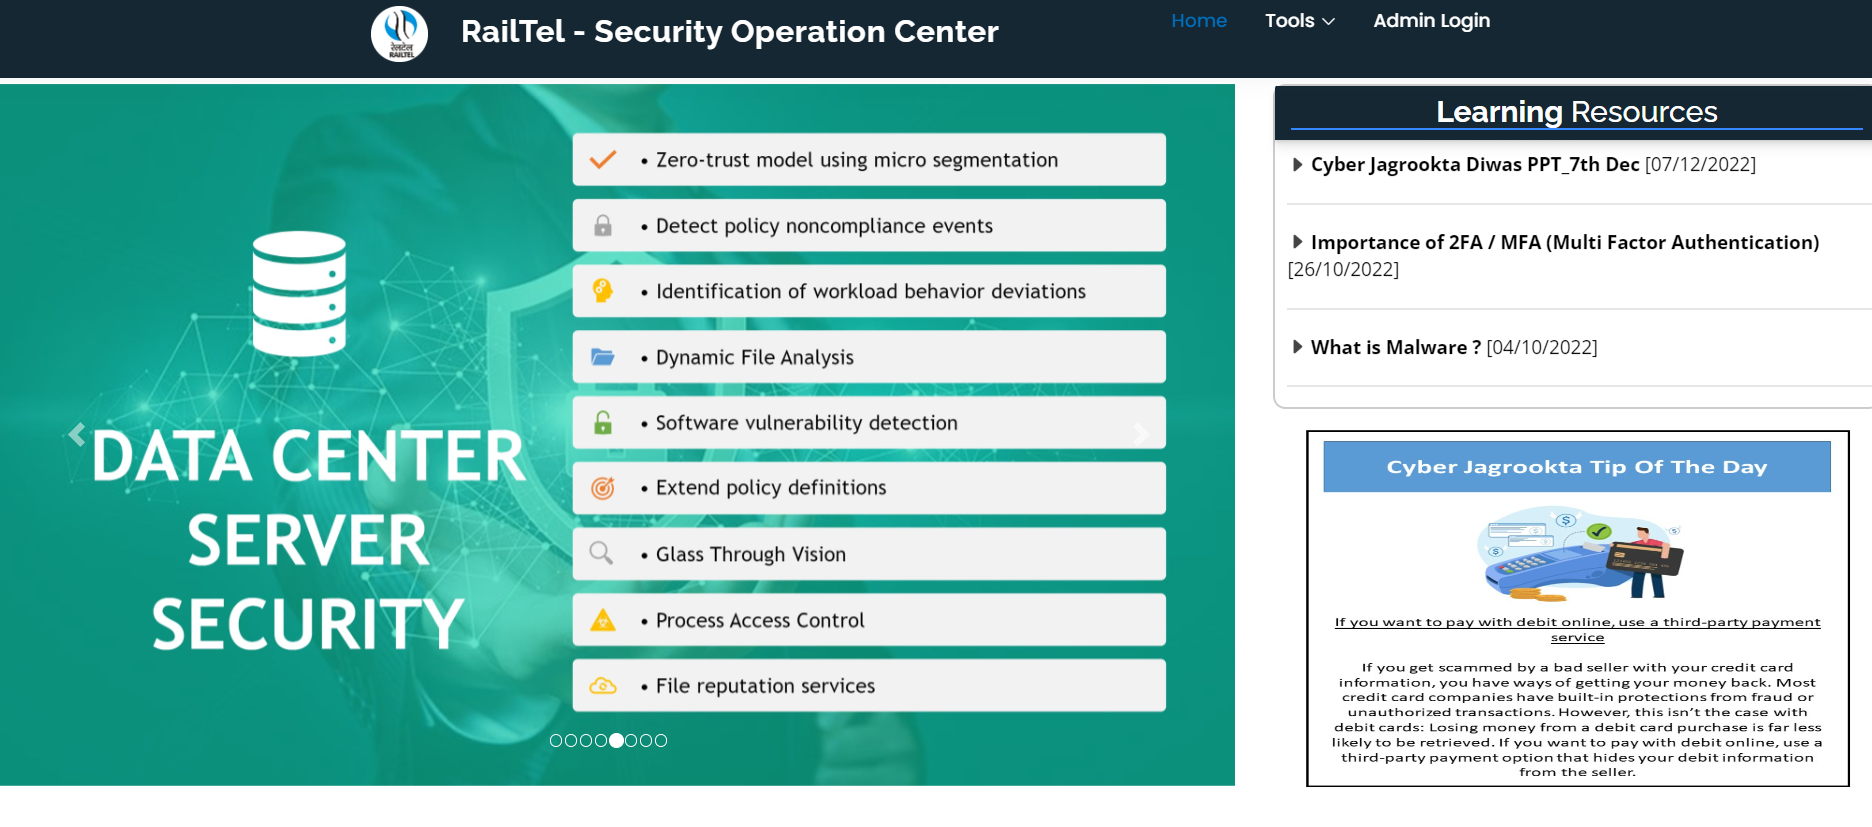 रेलटेल
RAILTEL
RailTel - Security Operation Center
Home
Tools
Admin Login
DATA CENTER
SERVER
SECURITY
• Zero-trust model using micro segmentation
• Detect policy noncompliance events
• Identification of workload behavior deviations
• Dynamic File Analysis
• Software vulnerability detection
• Extend policy definitions
• Glass Through Vision
• Process Access Control
• File reputation services
Learning Resources
Cyber Jagrookta Diwas PPT_7th Dec [07/12/2022]
Importance of 2FA / MFA (Multi Factor Authentication)
[26/10/2022]
What is Malware ? [04/10/2022]
Cyber Jagrookta Tip Of The Day
If you want to pay with debit online, use a third-party payment
service
If you get scammed by a bad seller with your credit card
information, you have ways of getting your money back. Most
credit card companies have built-in protections from fraud or
unauthorized transactions. However, this isn't the case with
debit cards: Losing money from a debit card purchase is far less
likely to be retrieved. If you want to pay with debit online, use a
third-party payment option that hides your debit information
from the seller.